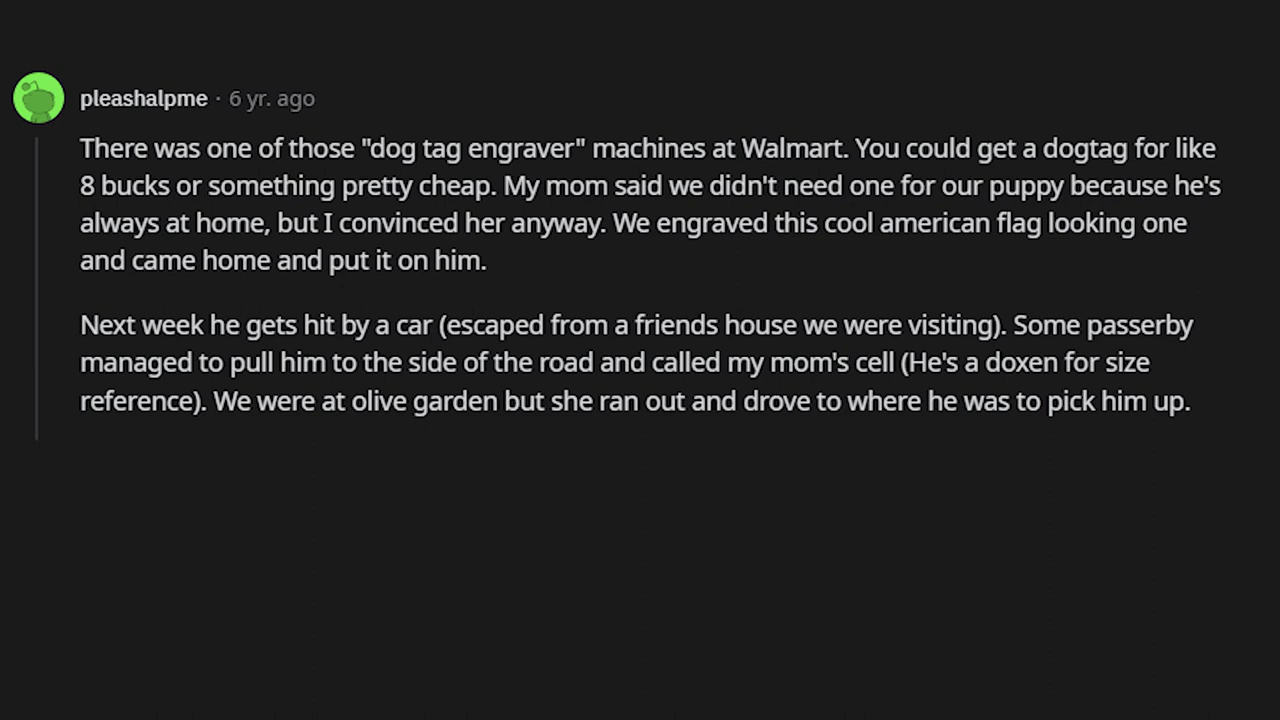 pleashalpme · 6 yr. ago
There was one of those "dog tag engraver" machines at Walmart. You could get a dogtag for like
8 bucks or something pretty cheap. My mom said we didn't need one for our puppy because he's
always at home, but I convinced her anyway. We engraved this cool american flag looking one
and came home and put it on him.
Next week he gets hit by a car (escaped from a friends house we were visiting). Some passerby
managed to pull him to the side of the road and called my mom's cell (He's a doxen for size
reference). We were at olive garden but she ran out and drove to where he was to pick him up.